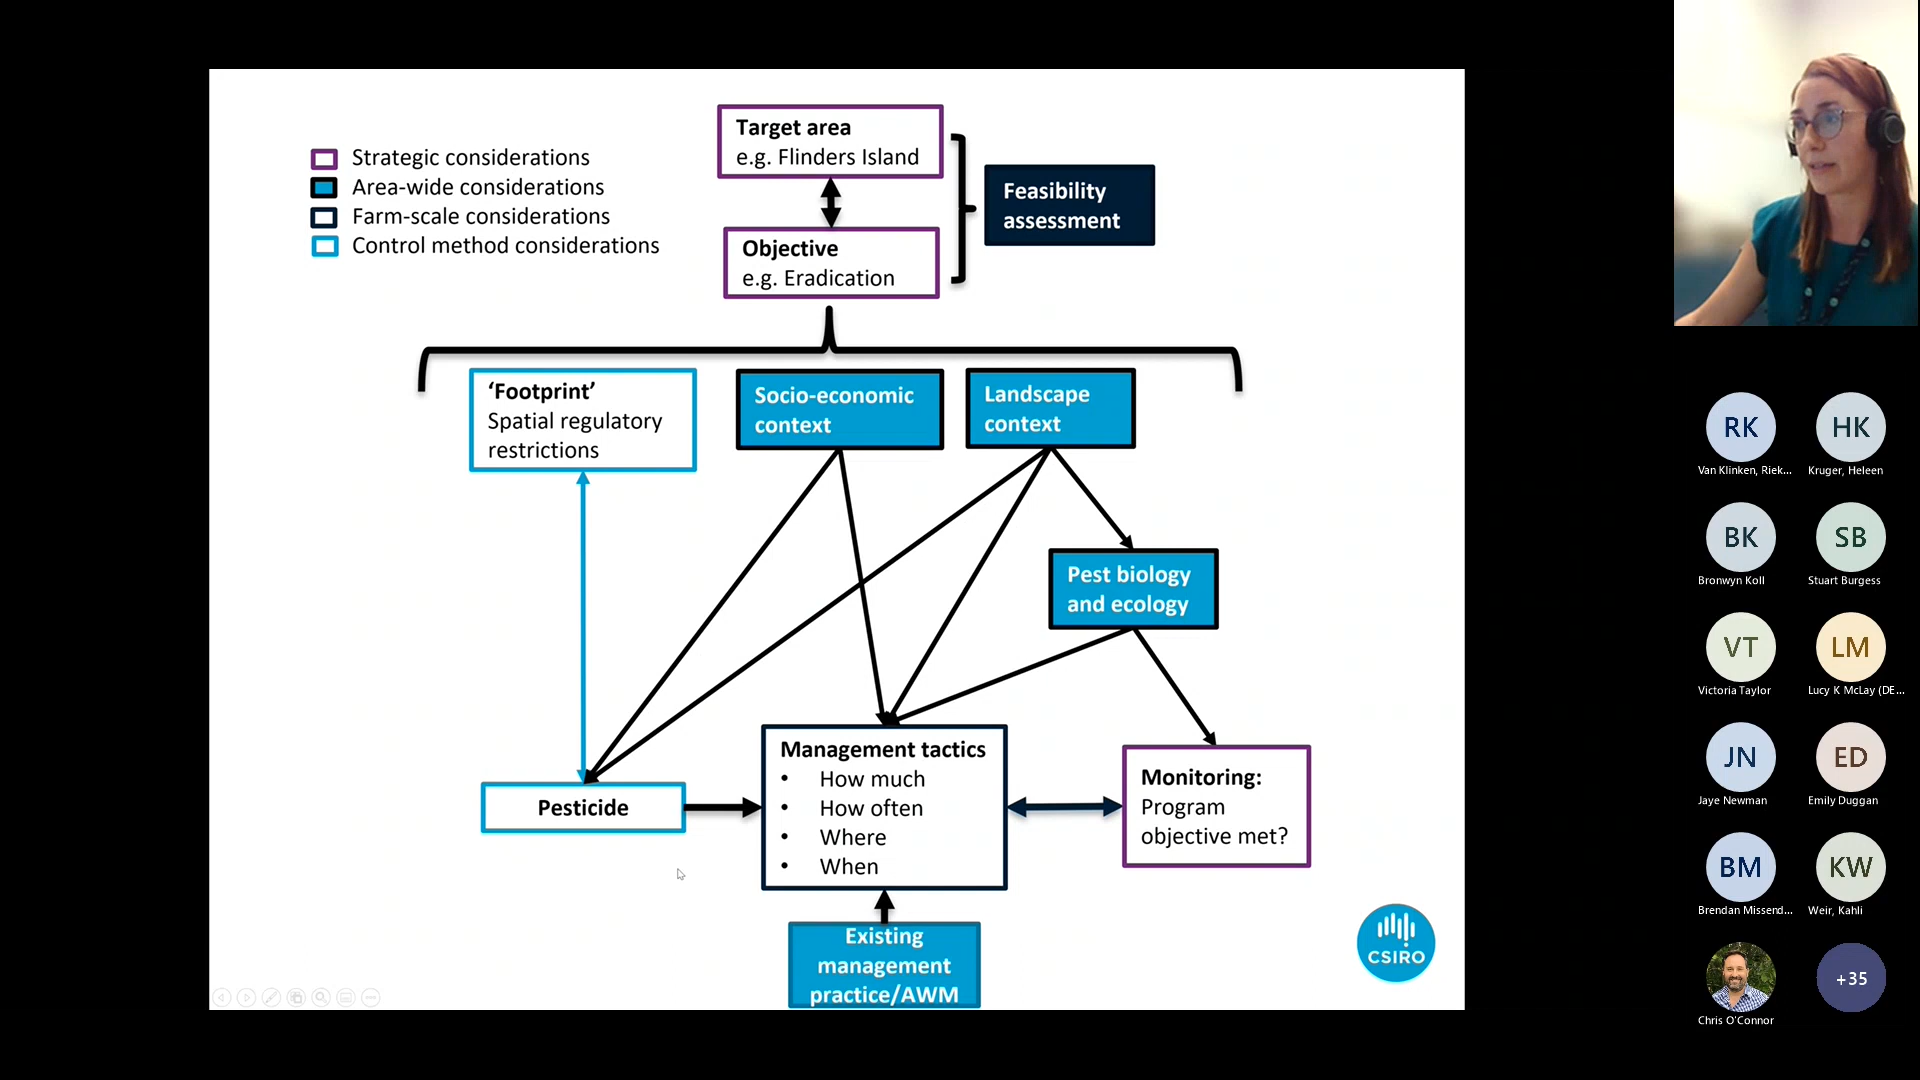 Target area
e.g. Flinders Island
Strategic considerations
Area-wide considerations
Farm-scale considerations
Control method considerations
Feasibility
assessment
Objective
e.g. Eradication
‘Footprint’
Spatial regulatory
restrictions
Socio-economic
context
Landscape
context
Pest biology
and ecology
Pesticide
Management tactics
• How much
• How often
• Where
• When
Monitoring:
Program
objective met?
Existing
management
practice/AWM
CSIRO
RK
Van Klinken, Riek...
HK
Kruger, Heleen
BK
Bronwyn Koll
SB
Stuart Burgess
VT
Victoria Taylor
LM
Lucy K McLay (DE...
JN
Jaye Newman
ED
Emily Duggan
BM
Brendan Missend...
KW
Weir, Kahli
Chris O'Connor
+35